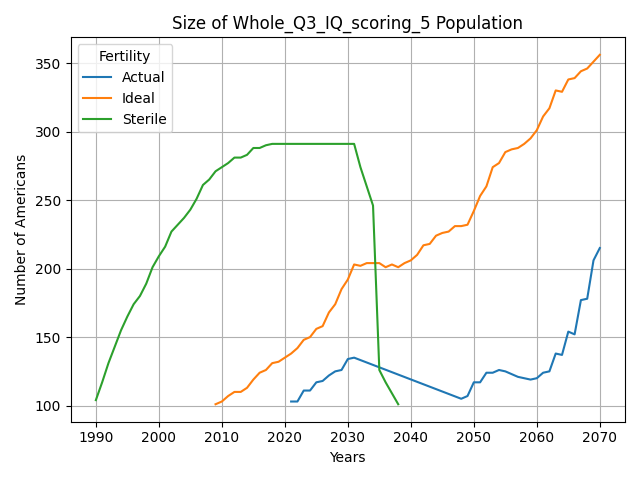 Size of Whole_Q3_IQ_scoring_5 Population
Fertility
Actual
Ideal
Sterile
Number of Americans
350
300
250
200
150
100
1990 2000 2010 2020 2030 2040 2050 2060 2070
Years